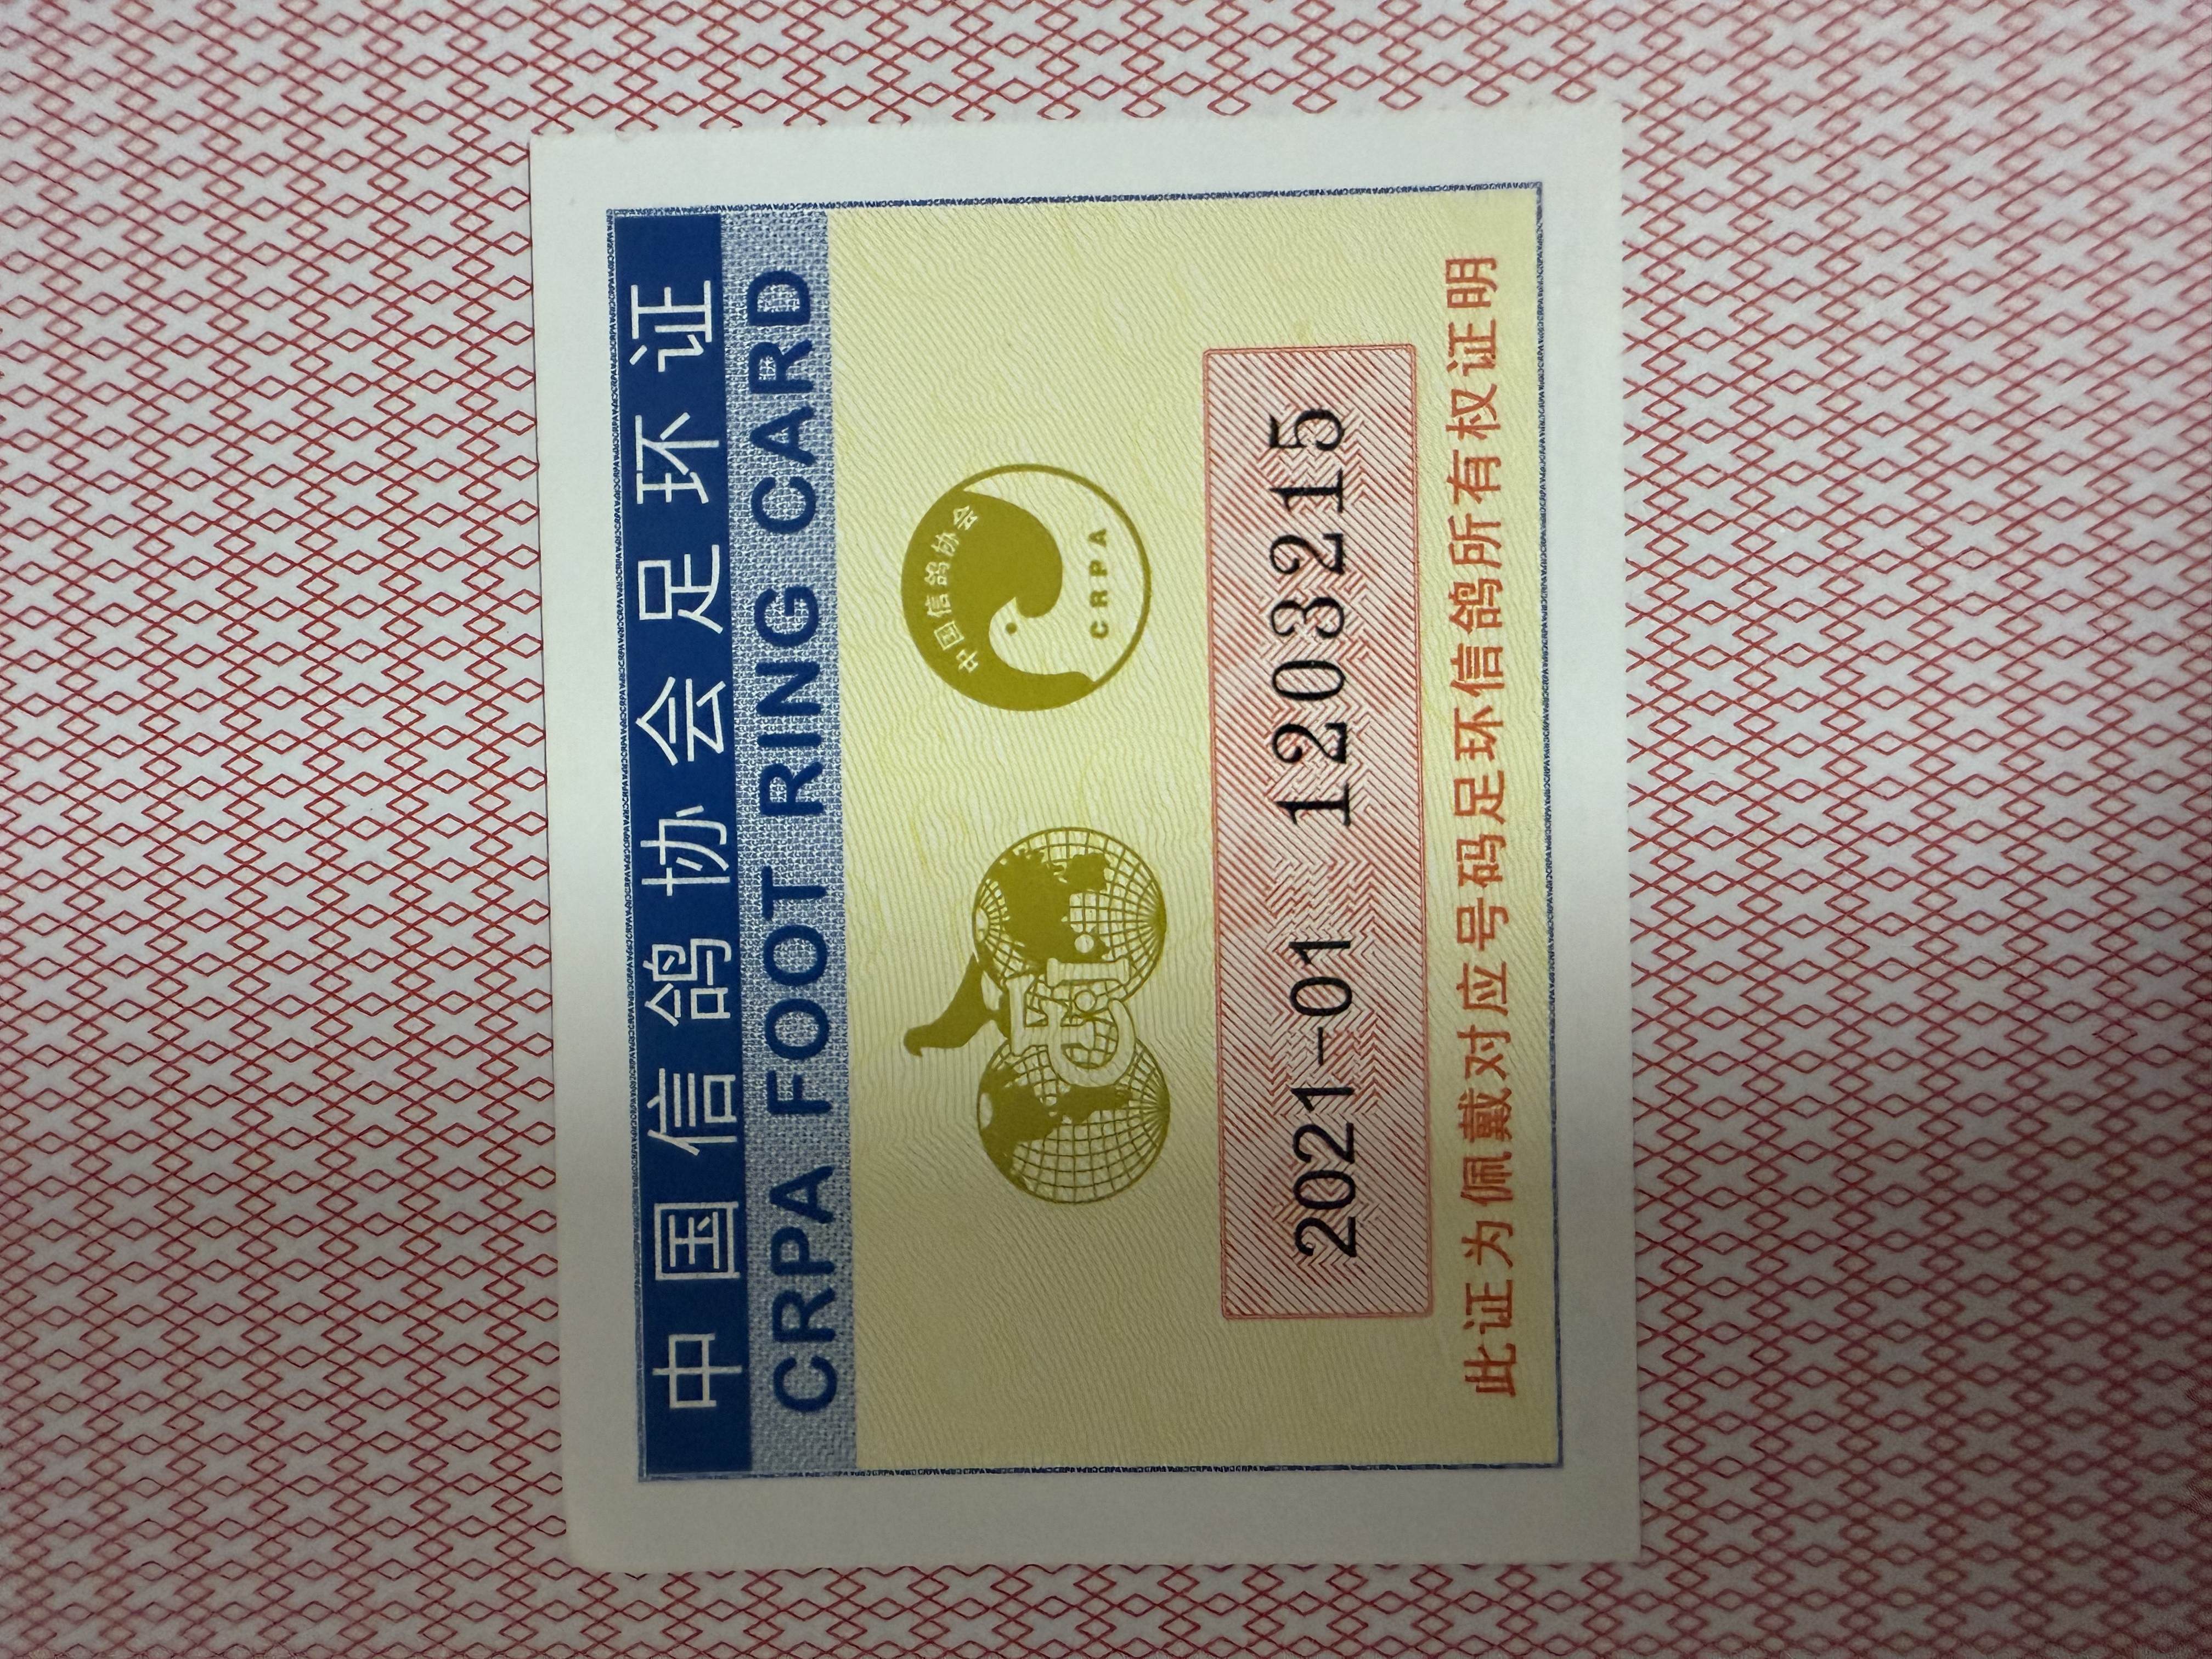 中国信鸽协会足环证
CRPA FOOT RING CARD
FCI
中国信鸽协会
CRPA
2021-01 1203215
此证为佩戴对应号码足环信鸽所有权证明